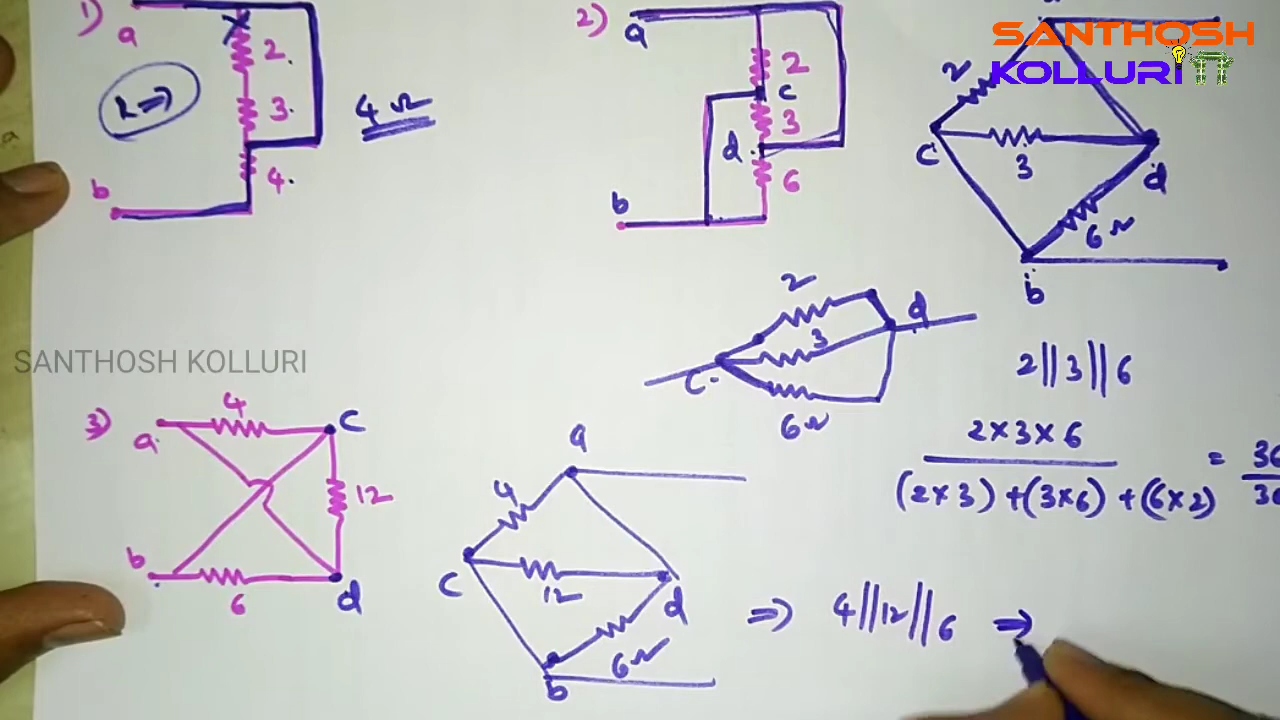 1)
a
2.
3.
4.
b
R ⇒
4 Ω
2)
a
2
c
3
d.
6
b
SANTHOSH
KOLLURI
2
c
3
d
6 Ω
b
2
d
3
c
6 Ω
2||3||6
2×3×6
(2×3)+(3×6)+(6×2)
=
SANTHOSH KOLLURI
3)
a
4
c
12
b
6
d
a
4
c
12
d
6 Ω
b
⇒ 4||12||6 ⇒